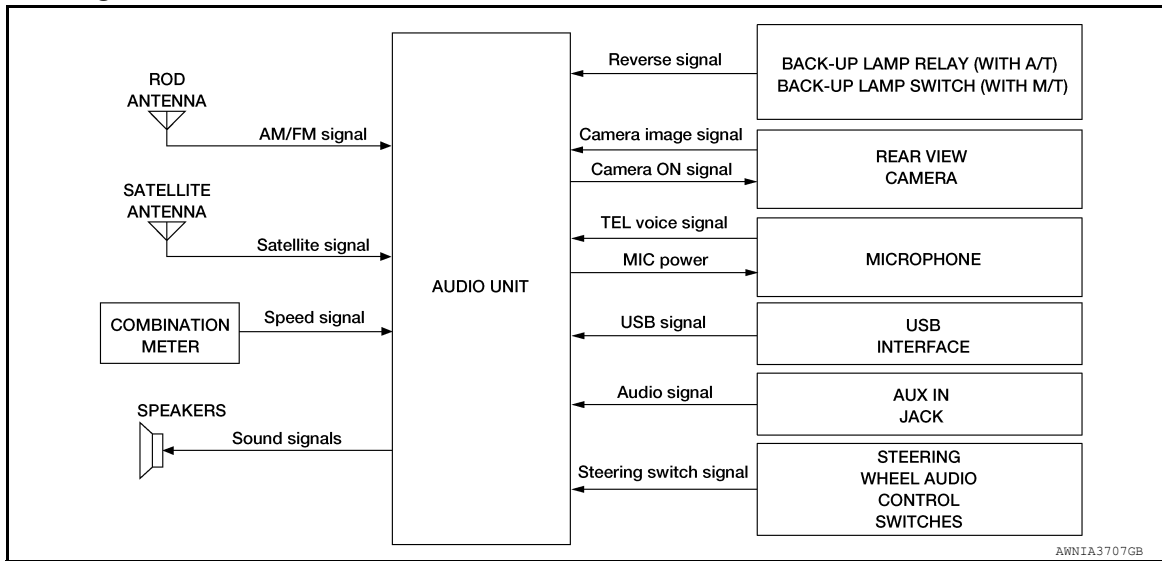 ROD
ANTENNA
AM/FM signal
SATELLITE
ANTENNA
Satellite signal
COMBINATION
METER
Speed signal
SPEAKERS
Sound signals
AUDIO UNIT
Reverse signal
BACK-UP LAMP RELAY (WITH A/T)
BACK-UP LAMP SWITCH (WITH M/T)
Camera image signal
Camera ON signal
REAR VIEW
CAMERA
TEL voice signal
MIC power
MICROPHONE
USB signal
USB
INTERFACE
Audio signal
AUX IN
JACK
Steering switch signal
STEERING
WHEEL AUDIO
CONTROL
SWITCHES
AWNIA3707GB